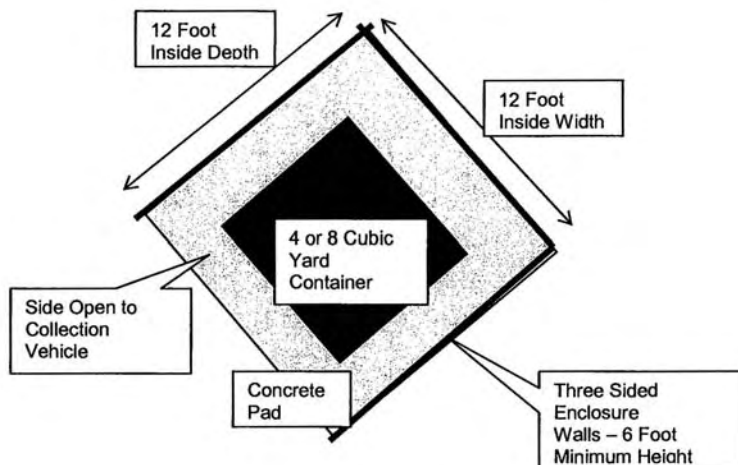 12 Foot
Inside Depth
12 Foot
Inside Width
4 or 8 Cubic
Yard
Container
Side Open to
Collection
Vehicle
Concrete
Pad
Three Sided
Enclosure
Walls – 6 Foot
Minimum Height